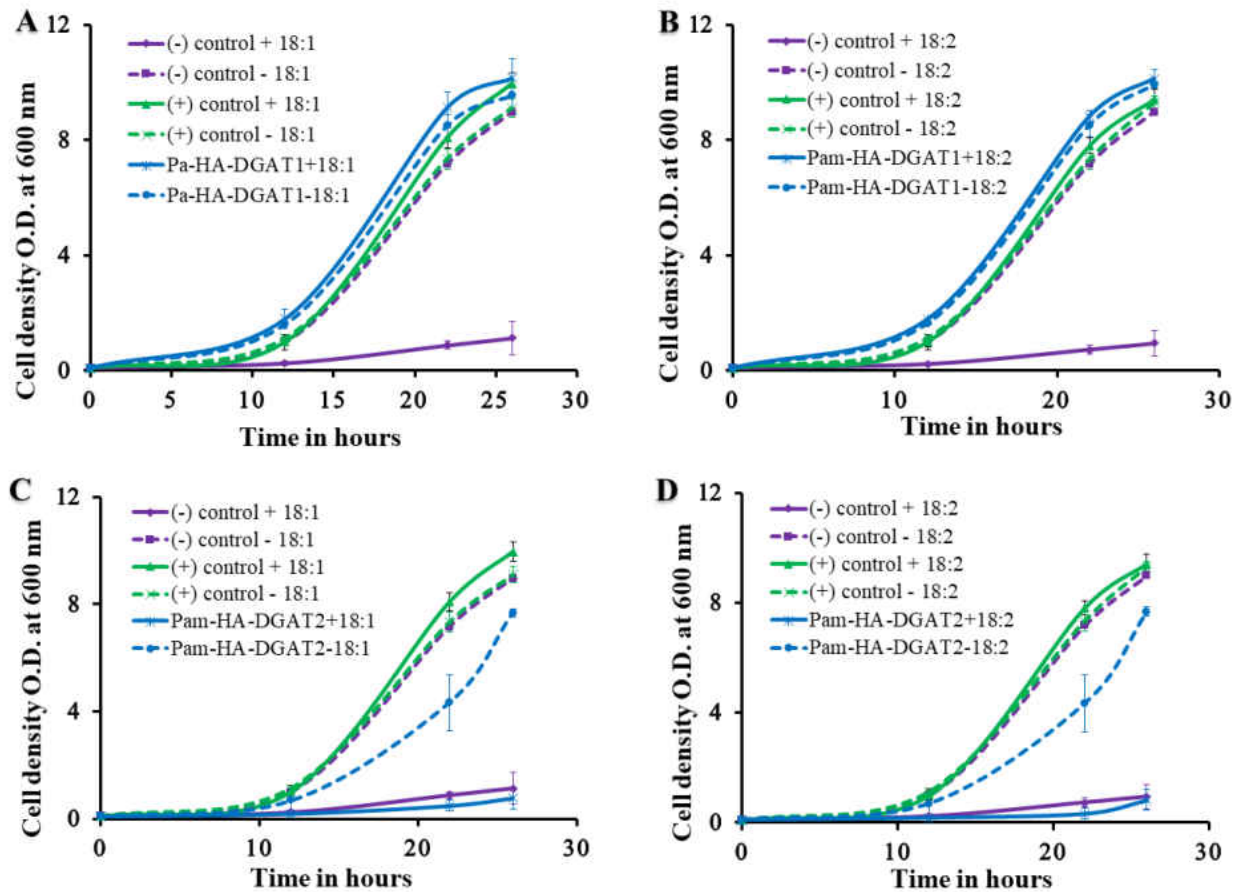 A
12
8
4
0
Cell density O.D. at 600 nm
(-) control + 18:1
(-) control - 18:1
(+) control + 18:1
(+) control - 18:1
Pa-HA-DGAT1+18:1
Pa-HA-DGAT1-18:1
0 5 10 15 20 25 30
Time in hours
B
12
8
4
0
Cell density O.D. at 600 nm
(-) control + 18:2
(-) control - 18:2
(+) control + 18:2
(+) control - 18:2
Pam-HA-DGAT1+18:2
Pam-HA-DGAT1-18:2
0 10 20 30
Time in hours
C
12
8
4
0
Cell density O.D. at 600 nm
(-) control + 18:1
(-) control - 18:1
(+) control + 18:1
(+) control - 18:1
Pam-HA-DGAT2+18:1
Pam-HA-DGAT2-18:1
0 10 20 30
Time in hours
D
12
8
4
0
Cell density O.D. at 600 nm
(-) control + 18:2
(-) control - 18:2
(+) control + 18:2
(+) control - 18:2
Pam-HA-DGAT2+18:2
Pam-HA-DGAT2-18:2
0 10 20 30
Time in hours